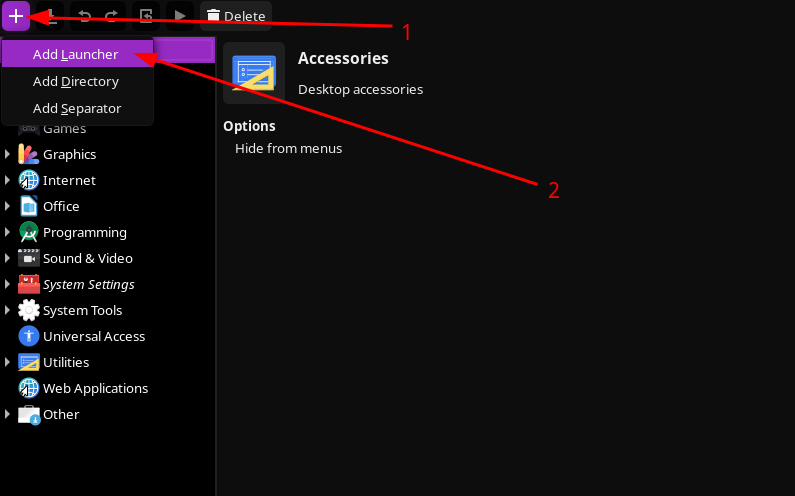 Delete
1
Add Launcher
Add Directory
Add Separator
Games
Graphics
Internet
Office
Programming
Sound & Video
System Settings
System Tools
Universal Access
Utilities
Web Applications
Other
Accessories
Desktop accessories
Options
Hide from menus
2